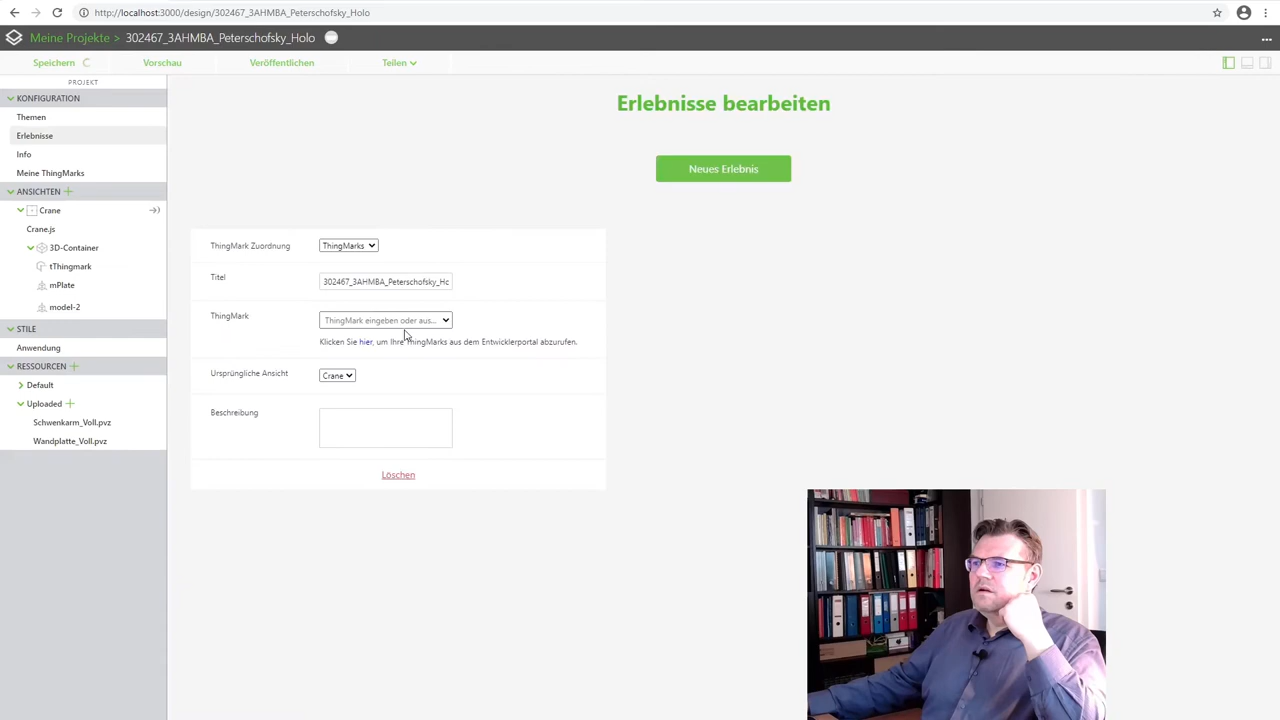 http://localhost:3000/design/302467_3AHMBA_Peterschofsky_Holo
Meine Projekte > 302467_3AHMBA_Peterschofsky_Holo
Speichern
Vorschau
Veröffentlichen
Teilen
PROJEKT
KONFIGURATION
Themen
Erlebnisse
Info
Meine ThingMarks
ANSICHTEN
Crane
Crane.js
3D-Container
tThingmark
mPlate
model-2
STILE
Anwendung
RESSOURCEN
Default
Uploaded
Schwenkarm_Voll.pvz
Wandplatte_Voll.pvz
Erlebnisse bearbeiten
Neues Erlebnis
ThingMark Zuordnung
ThingMarks
Titel
302467_3AHMBA_Peterschofsky_Hc
ThingMark
ThingMark eingeben oder aus...
Klicken Sie hier, um Ihre ThingMarks aus dem Entwicklerportal abzurufen.
Ursprüngliche Ansicht
Crane
Beschreibung
Löschen